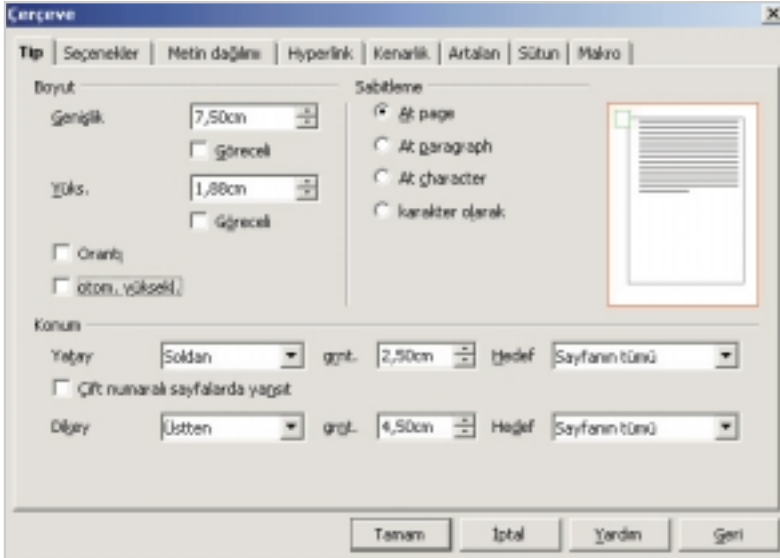 Çerçeve
Tip Seçenekler Metin dağılımı Hyperlink Kenarlık Artalan Sütun Makro
Boyut Sabitleme
Genişlik 7,50cm At page
Göreceli At paragraph
Yüks. 1,88cm At character
Göreceli karakter olarak
Orantı
otom. yüksekl.
Konum
Yatay Soldan grnt. 2,50cm Hedef Sayfanın tümü
Çift numaralı sayfalarda yansıt
Dikey Üstten grnt. 4,50cm Hedef Sayfanın tümü
Tamam İptal Yardım Geri